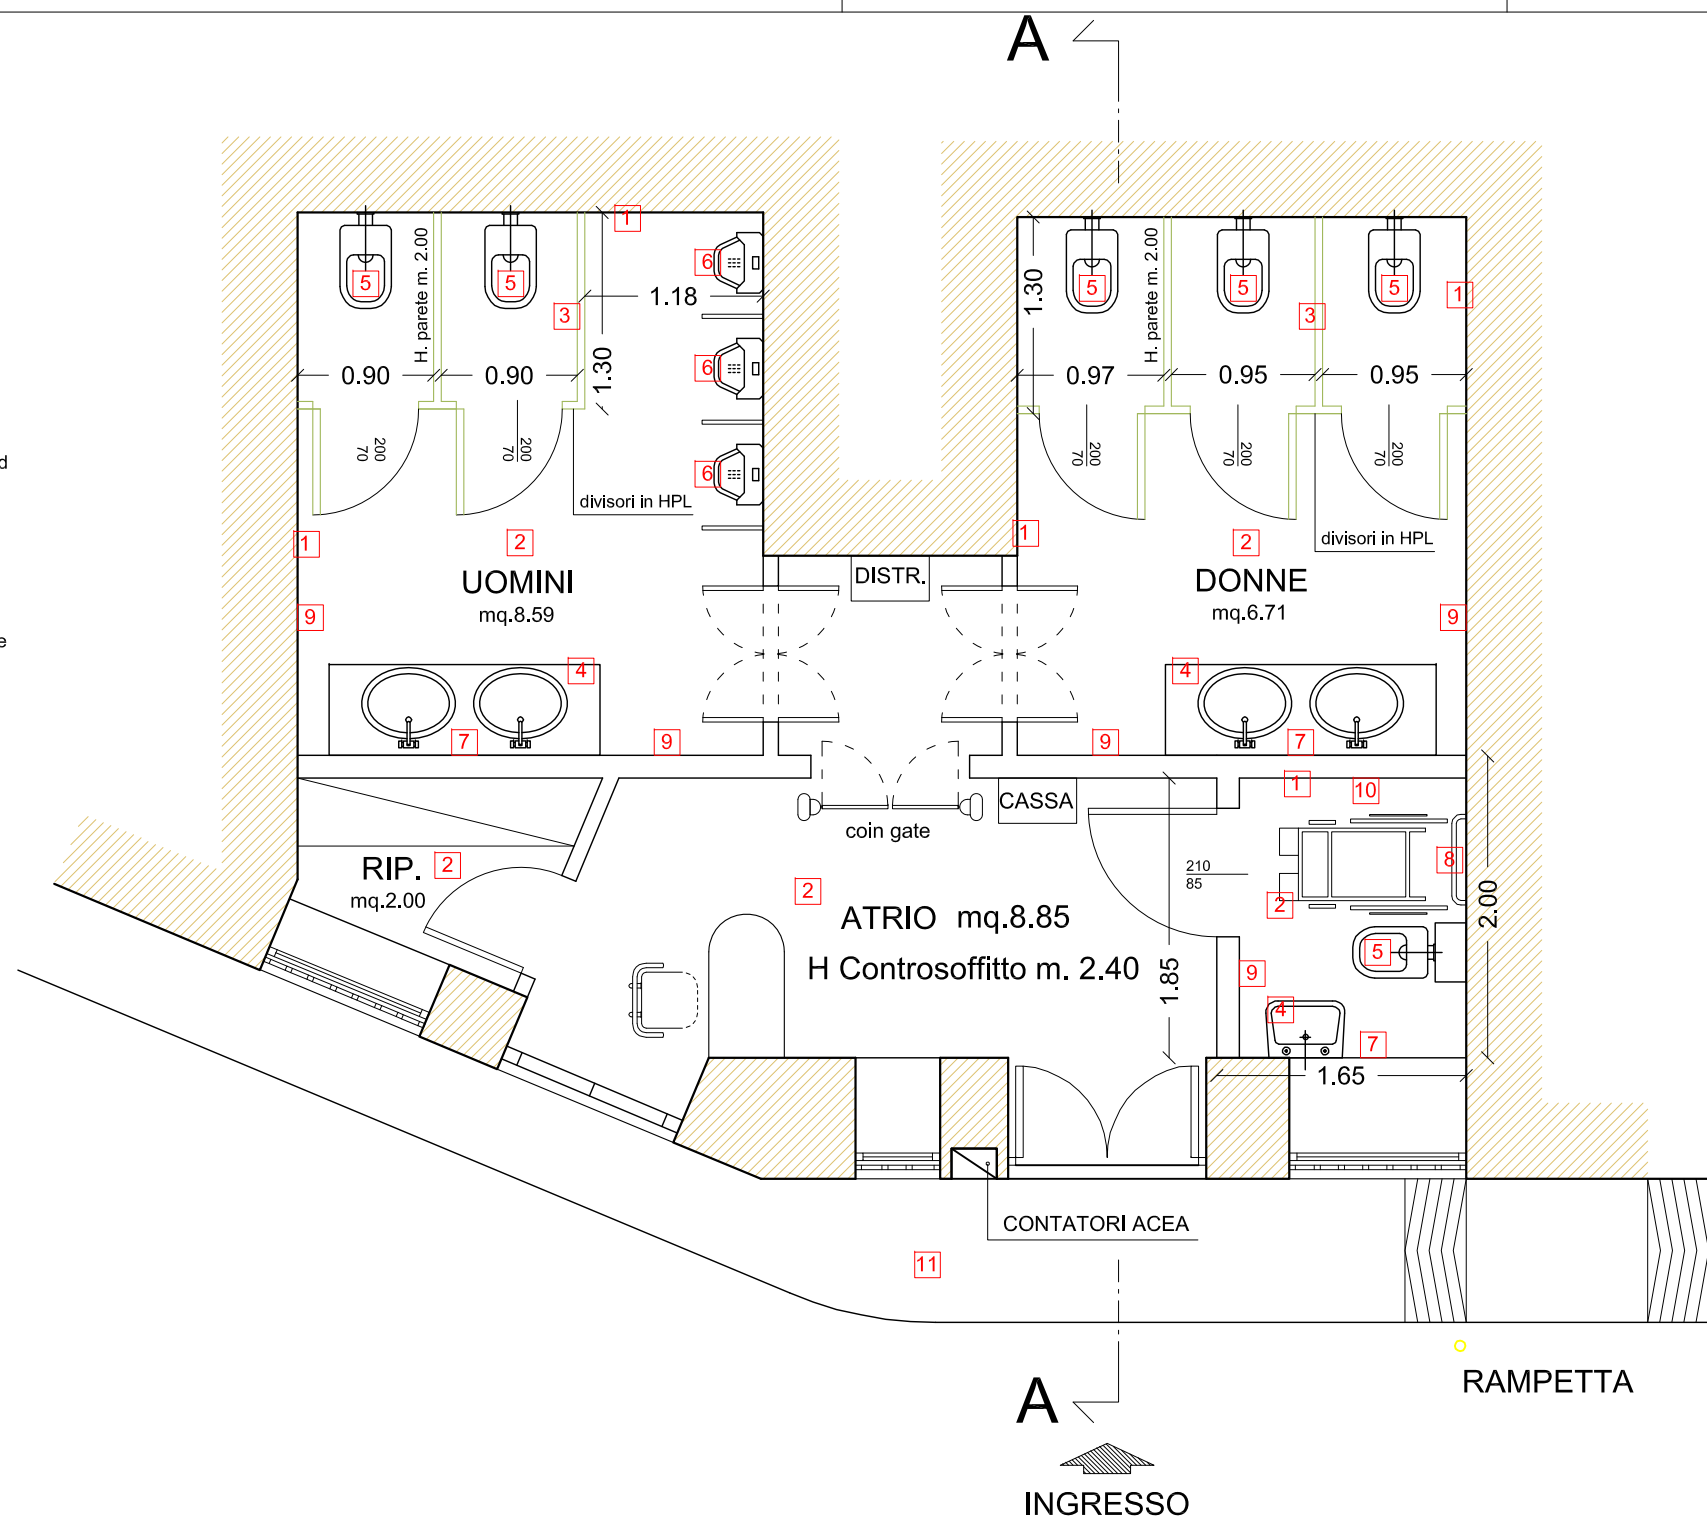 A
1
H. parete m. 2.00
6
H. parete m. 2.00
5
5
5
5
5
1
1.30
1.18
3
3
0.90
0.90
1.30
6
0.97
0.95
0.95
200
70
200
70
200
70
200
70
200
70
d
6
divisori in HPL
1
2
1
2
divisori in HPL
UOMINI
mq.8.59
DISTR.
DONNE
mq.6.71
9
9
e
4
4
7
9
9
7
CASSA
1
10
coin gate
RIP.
2
mq.2.00
2
210
85
8
2
ATRIO mq.8.85
2.00
H Controsoffitto m. 2.40
1.85
9
5
4
7
1.65
CONTATORI ACEA
11
RAMPETTA
A
INGRESSO